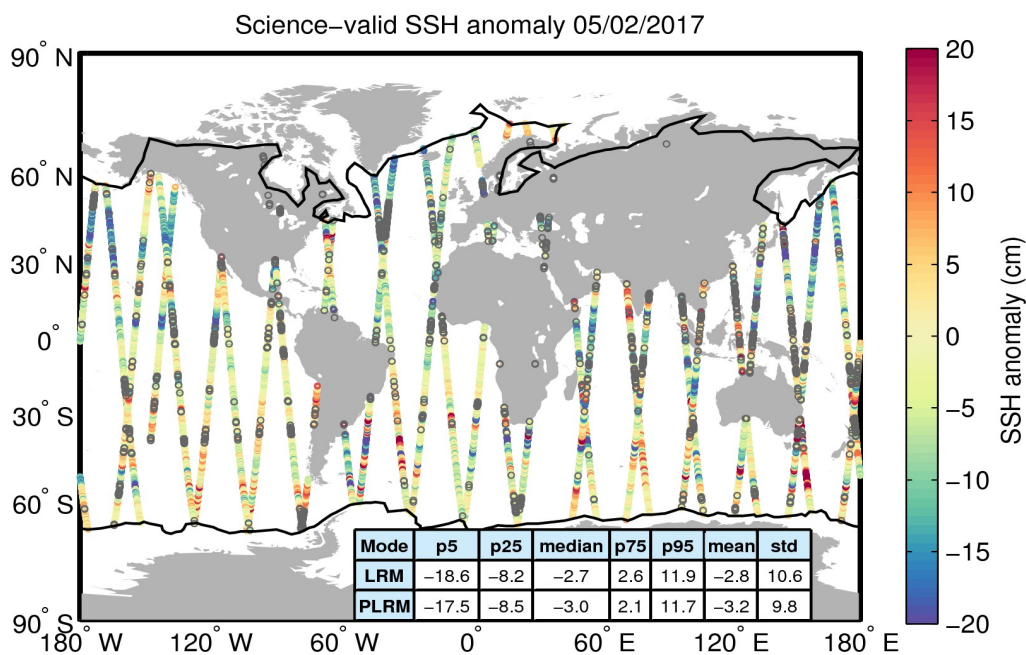 Science−valid SSH anomaly 05/02/2017
90° N
60° N
30° N
0°
30° S
60° S
90° S
180° W
120° W
60° W
0°
60° E
120° E
180° E
20
15
10
5
0
−5
−10
−15
−20
SSH anomaly (cm)
Mode p5 p25 median p75 p95 mean std
LRM −18.6 −8.2 −2.7 2.6 11.9 −2.8 10.6
PLRM −17.5 −8.5 −3.0 2.1 11.7 −3.2 9.8